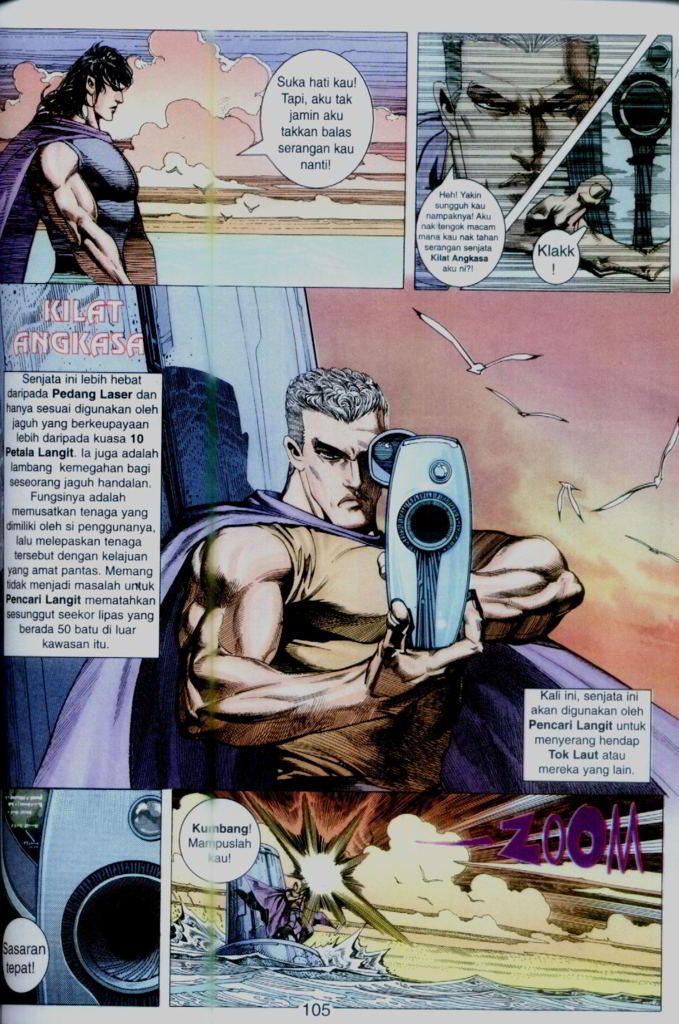 Suka hati kau!
Tapi, aku tak
jamin aku
takkan balas
serangan kau
nanti!
Heh! Yakin
sungguh kau
nampaknya! Aku
nak tengok macam
mana kau nak tahan
serangan senjata
Kilat Angkasa
aku ni?!
Klakk
!
KILAT
ANGKASA
Senjata ini lebih hebat
daripada Pedang Laser dan
hanya sesuai digunakan oleh
jaguh yang berkeupayaan
lebih daripada kuasa 10
Petala Langit. Ia juga adalah
lambang kemegahan bagi
seseorang jaguh handalan.
Fungsinya adalah
memusatkan tenaga yang
dimiliki oleh si penggunanya,
lalu melepaskan tenaga
tersebut dengan kelajuan
yang amat pantas. Memang
tidak menjadi masalah untuk
Pencari Langit mematahkan
sesunggut seekor lipas yang
berada 50 batu di luar
kawasan itu.
Kali ini, senjata ini
akan digunakan oleh
Pencari Langit untuk
menyerang hendap
Tok Laut atau
mereka yang lain.
Sasaran
tepat!
Kumbang!
Mampuslah
kau!
ZOOM
105